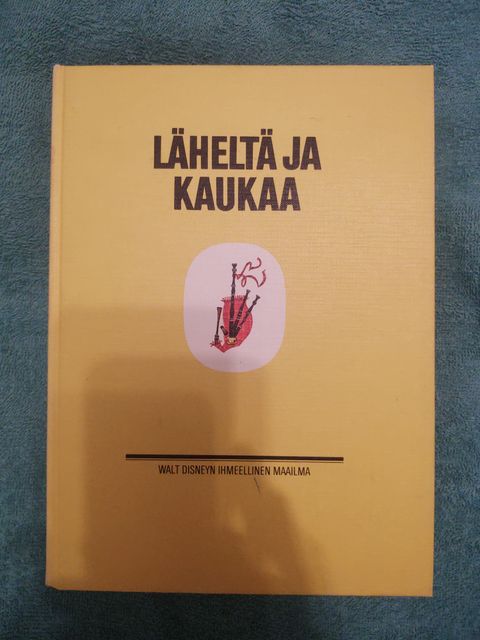 LÄHELTÄ JA
KAUKAA
WALT DISNEYN IHMEELLINEN MAAILMA